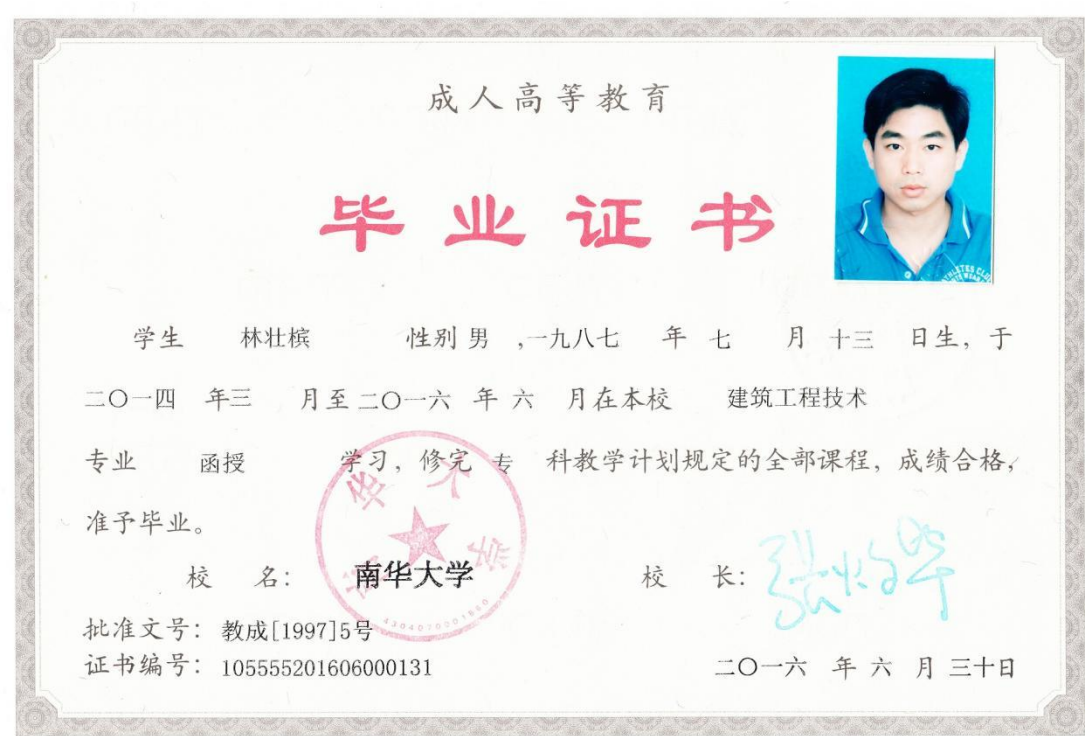 成人高等教育
毕业证书
学生 林壮槟 性别 男 ,一九八七 年 七 月 十三 日生, 于
二〇一四 年三 月至 二〇一六 年 六 月在本校 建筑工程技术
专业 函授 学习, 修完 专 科教学计划规定的全部课程, 成绩合格,
准予毕业。
校 名: 南华大学 校 长:
南华大学
4304070001860
批准文号: 教成[1997]5号
证书编号: 105555201606000131
二〇一六 年 六 月 三十日